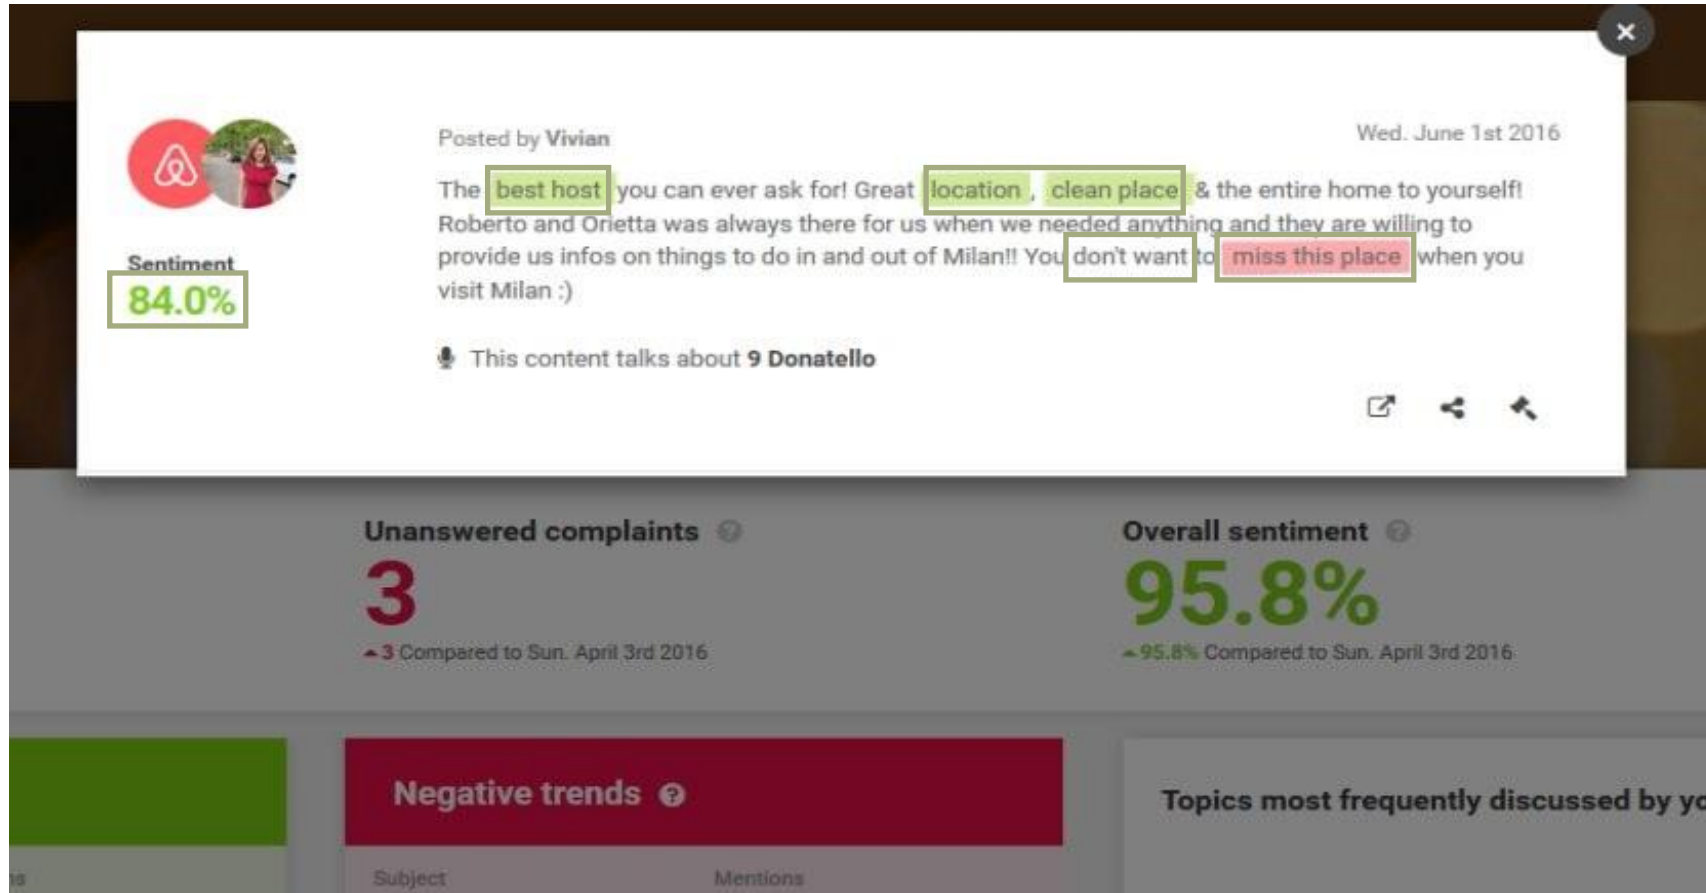 Posted by Vivian
Wed. June 1st 2016
The best host you can ever ask for! Great location , clean place & the entire home to yourself!
Roberto and Orietta was always there for us when we needed anything and they are willing to
provide us infos on things to do in and out of Milan!! You don't want to miss this place when you
visit Milan :)
Sentiment
84.0%
This content talks about 9 Donatello
Unanswered complaints
3
3 Compared to Sun. April 3rd 2016
Overall sentiment
95.8%
95.8% Compared to Sun. April 3rd 2016
Negative trends
Topics most frequently discussed by yo
Subject
Mentions